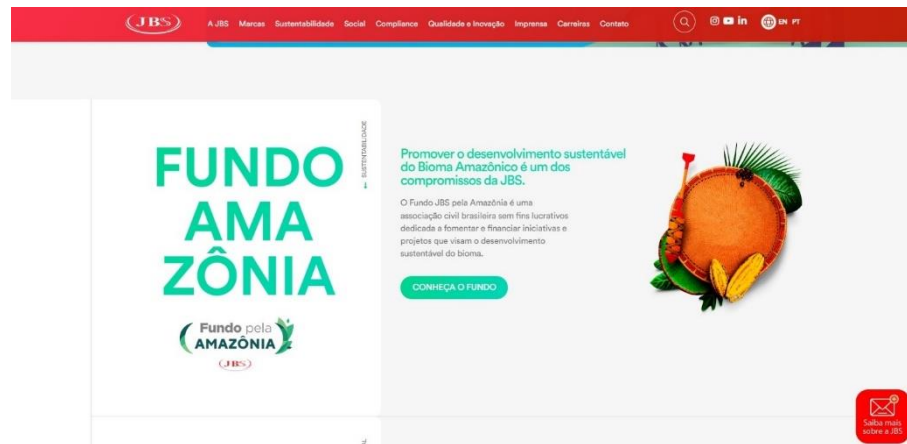 JBS
A JBS Marcas Sustentabilidade Social Compliance Qualidade e Inovação Imprensa Carreiras Contato
EN PT
SUSTENTABILIDADE
FUNDO
AMA
ZÔNIA
Fundo pela
AMAZÔNIA
JBS
Promover o desenvolvimento sustentável
do Bioma Amazônico é um dos
compromissos da JBS.
O Fundo JBS pela Amazônia é uma
associação civil brasileira sem fins lucrativos
dedicada a fomentar e financiar iniciativas e
projetos que visam o desenvolvimento
sustentável do bioma.
CONHEÇA O FUNDO
Saiba mais
sobre a JBS